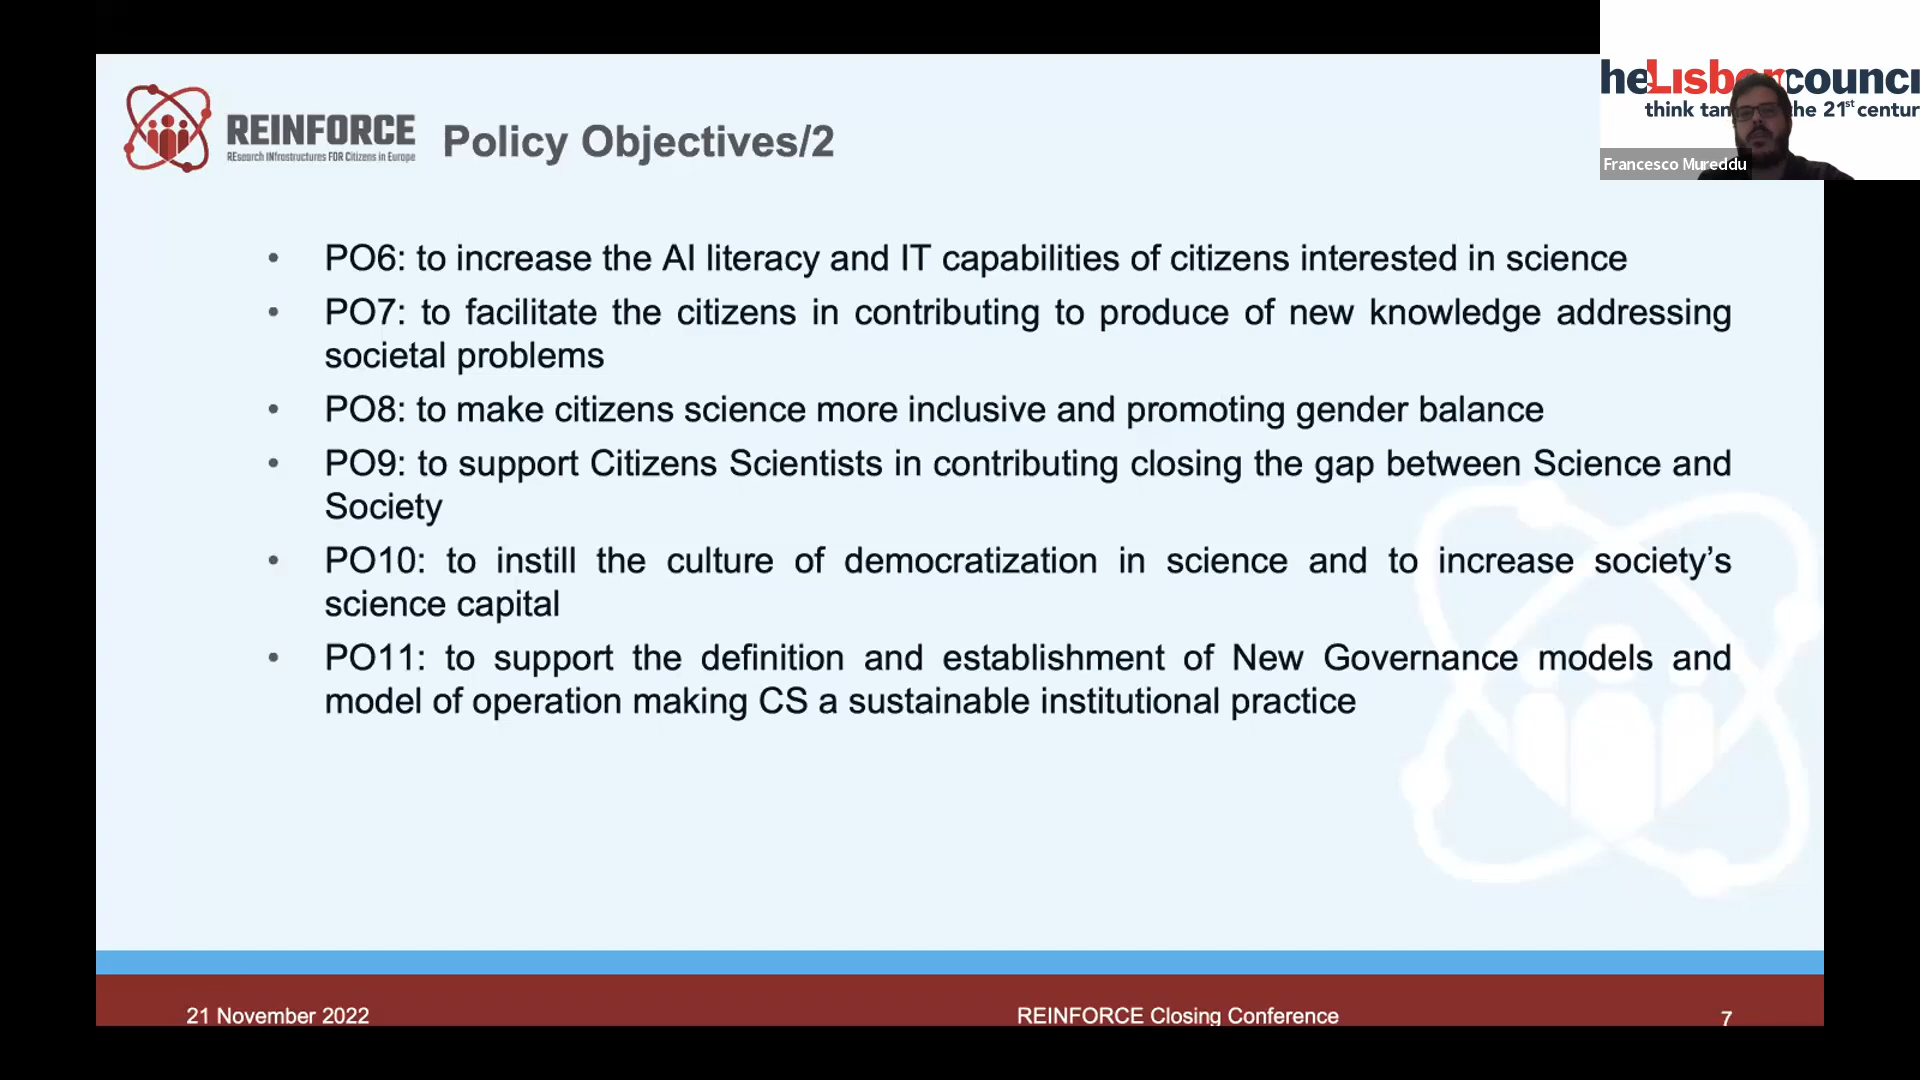 heLisboncouncil
think tank the 21st century
Francesco Mureddu
REINFORCE
REsearch INfrastructures FOR Citizens in Europe
Policy Objectives/2
• PO6: to increase the AI literacy and IT capabilities of citizens interested in science
• PO7: to facilitate the citizens in contributing to produce of new knowledge addressing
societal problems
• PO8: to make citizens science more inclusive and promoting gender balance
• PO9: to support Citizens Scientists in contributing closing the gap between Science and
Society
• PO10: to instill the culture of democratization in science and to increase society’s
science capital
• PO11: to support the definition and establishment of New Governance models and
model of operation making CS a sustainable institutional practice
21 November 2022
REINFORCE Closing Conference
7